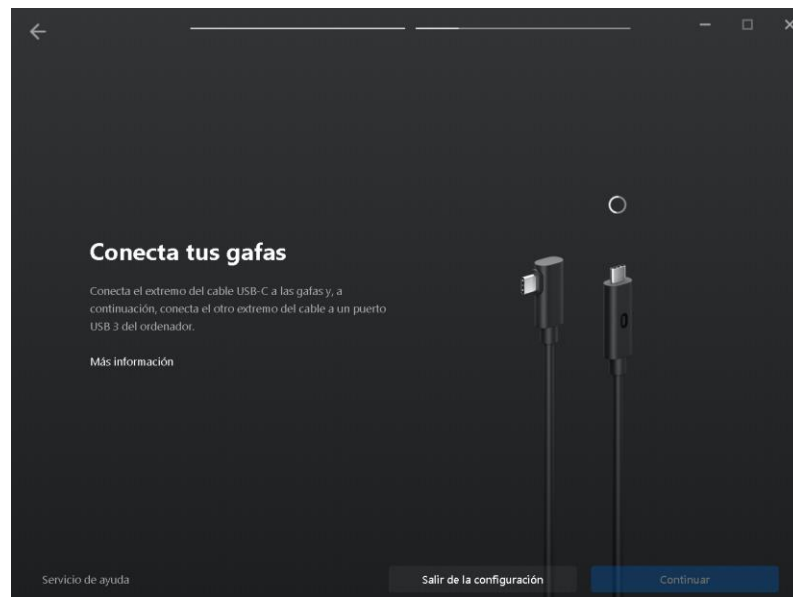 Conecta tus gafas
Conecta el extremo del cable USB-C a las gafas y, a
continuación, conecta el otro extremo del cable a un puerto
USB 3 del ordenador.
Más información
Servicio de ayuda
Salir de la configuración
Continuar